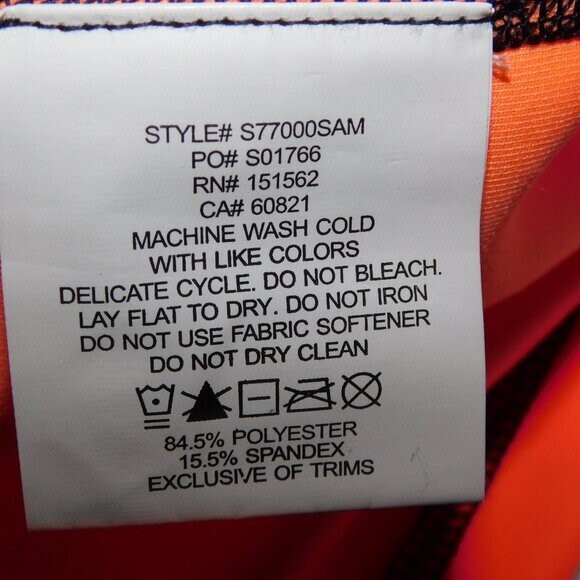 STYLE# S77000SAM
PO# S01766
RN# 151562
CA# 60821
MACHINE WASH COLD
WITH LIKE COLORS
DELICATE CYCLE. DO NOT BLEACH.
LAY FLAT TO DRY. DO NOT IRON
DO NOT USE FABRIC SOFTENER
DO NOT DRY CLEAN
84.5% POLYESTER
15.5% SPANDEX
EXCLUSIVE OF TRIMS